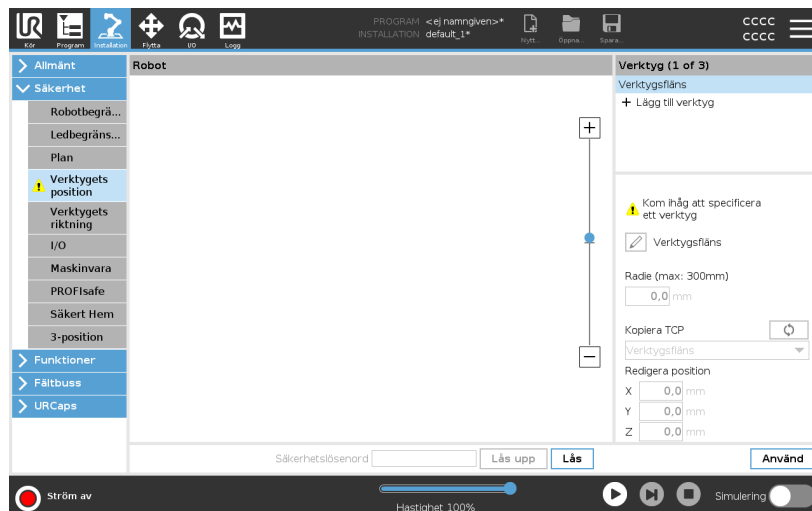 UR
PROGRAM <ej namngiven>*
INSTALLATION default_1*
CCCC
CCCC
Kör Program Installation Flytta I/O Logg
Nytt... Öppna... Spara...
Allmänt
Säkerhet
Robotbegrä...
Ledbegräns...
Plan
Verktygets
position
Verktygets
riktning
I/O
Maskinvara
PROFIsafe
Säkert Hem
3-position
Funktioner
Fältbuss
URCaps
Robot
Säkerhetslösenord Lås upp Lås
Verktyg (1 of 3)
Verktygsfläns
+ Lägg till verktyg
Kom ihåg att specificera
ett verktyg
Verktygsfläns
Radie (max: 300mm)
0,0 mm
Kopiera TCP
Verktygsfläns
Redigera position
X 0,0 mm
Y 0,0 mm
Z 0,0 mm
Använd
Ström av
Hastighet 100%
Simulering